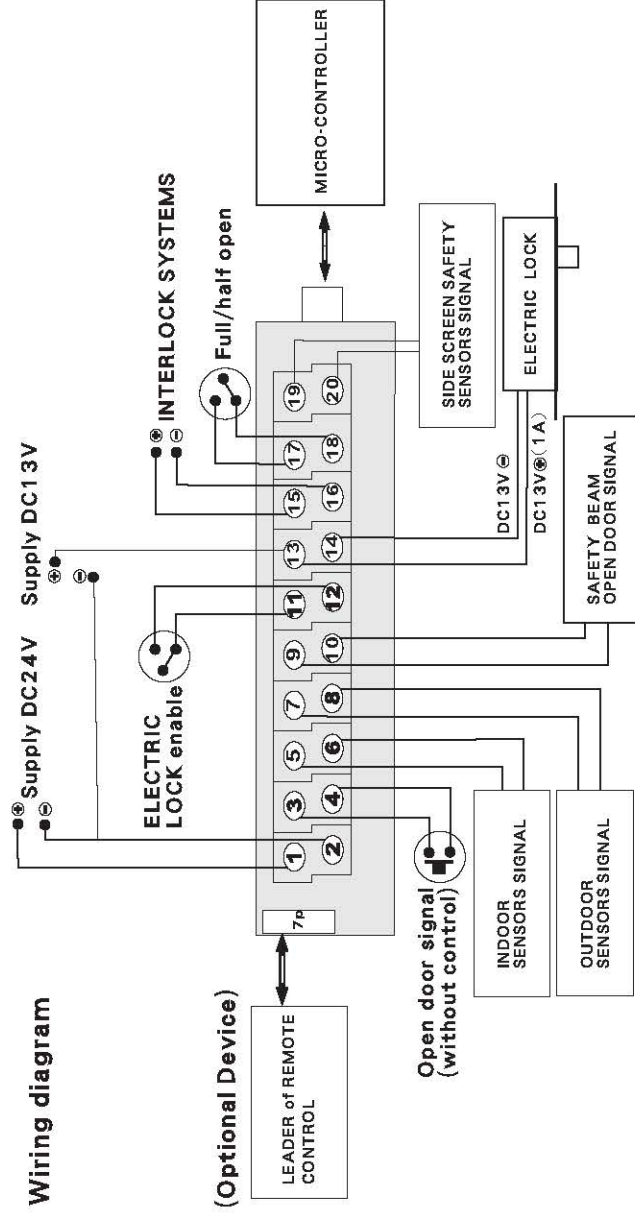 Wiring diagram
Supply DC24V
⊕
⊖
Supply DC13V
⊕
⊖
ELECTRIC
LOCK enable
⊕
⊖
INTERLOCK SYSTEMS
Full/half open
(Optional Device)
LEADER of REMOTE
CONTROL
7p
1
3
5
7
9
11
13
15
17
19
2
4
6
8
10
12
14
16
18
20
MICRO-CONTROLLER
Open door signal
(without control)
INDOOR
SENSORS SIGNAL
OUTDOOR
SENSORS SIGNAL
SAFETY BEAM
OPEN DOOR SIGNAL
DC13V⊖
DC13V⊕(1A)
ELECTRIC LOCK
SIDE SCREEN SAFETY
SENSORS SIGNAL